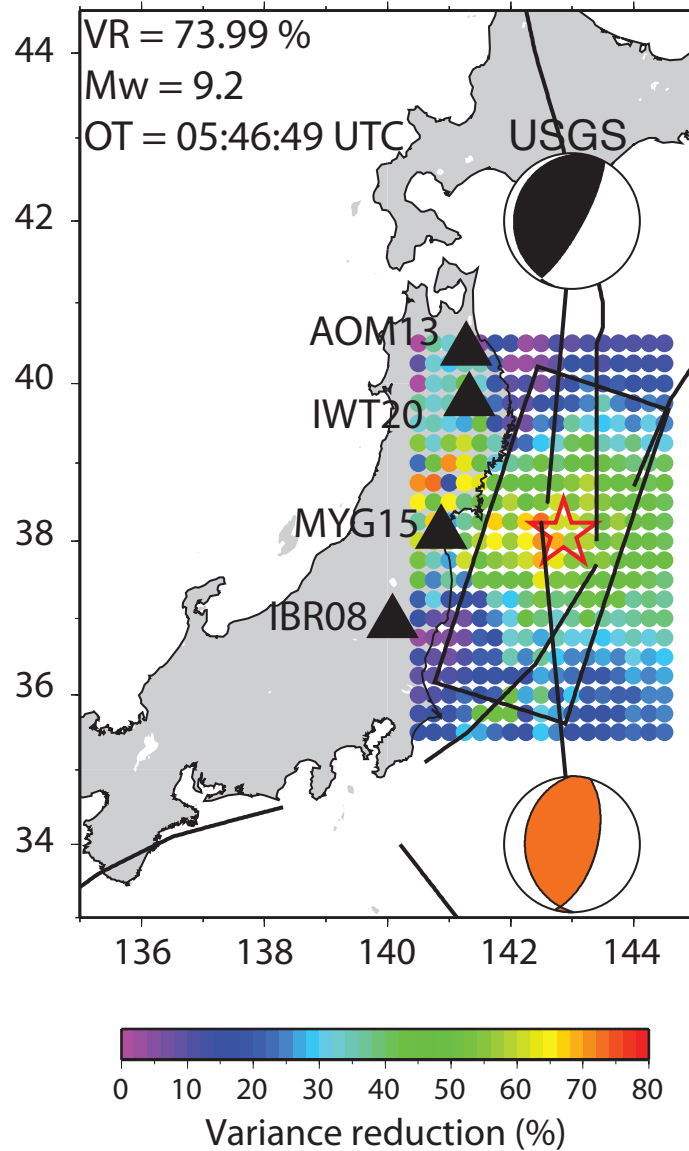 VR = 73.99 %
Mw = 9.2
OT = 05:46:49 UTC
USGS
AOM13
IWT20
MYG15
IBR08
44
42
40
38
36
34
136 138 140 142 144
0 10 20 30 40 50 60 70 80
Variance reduction (%)